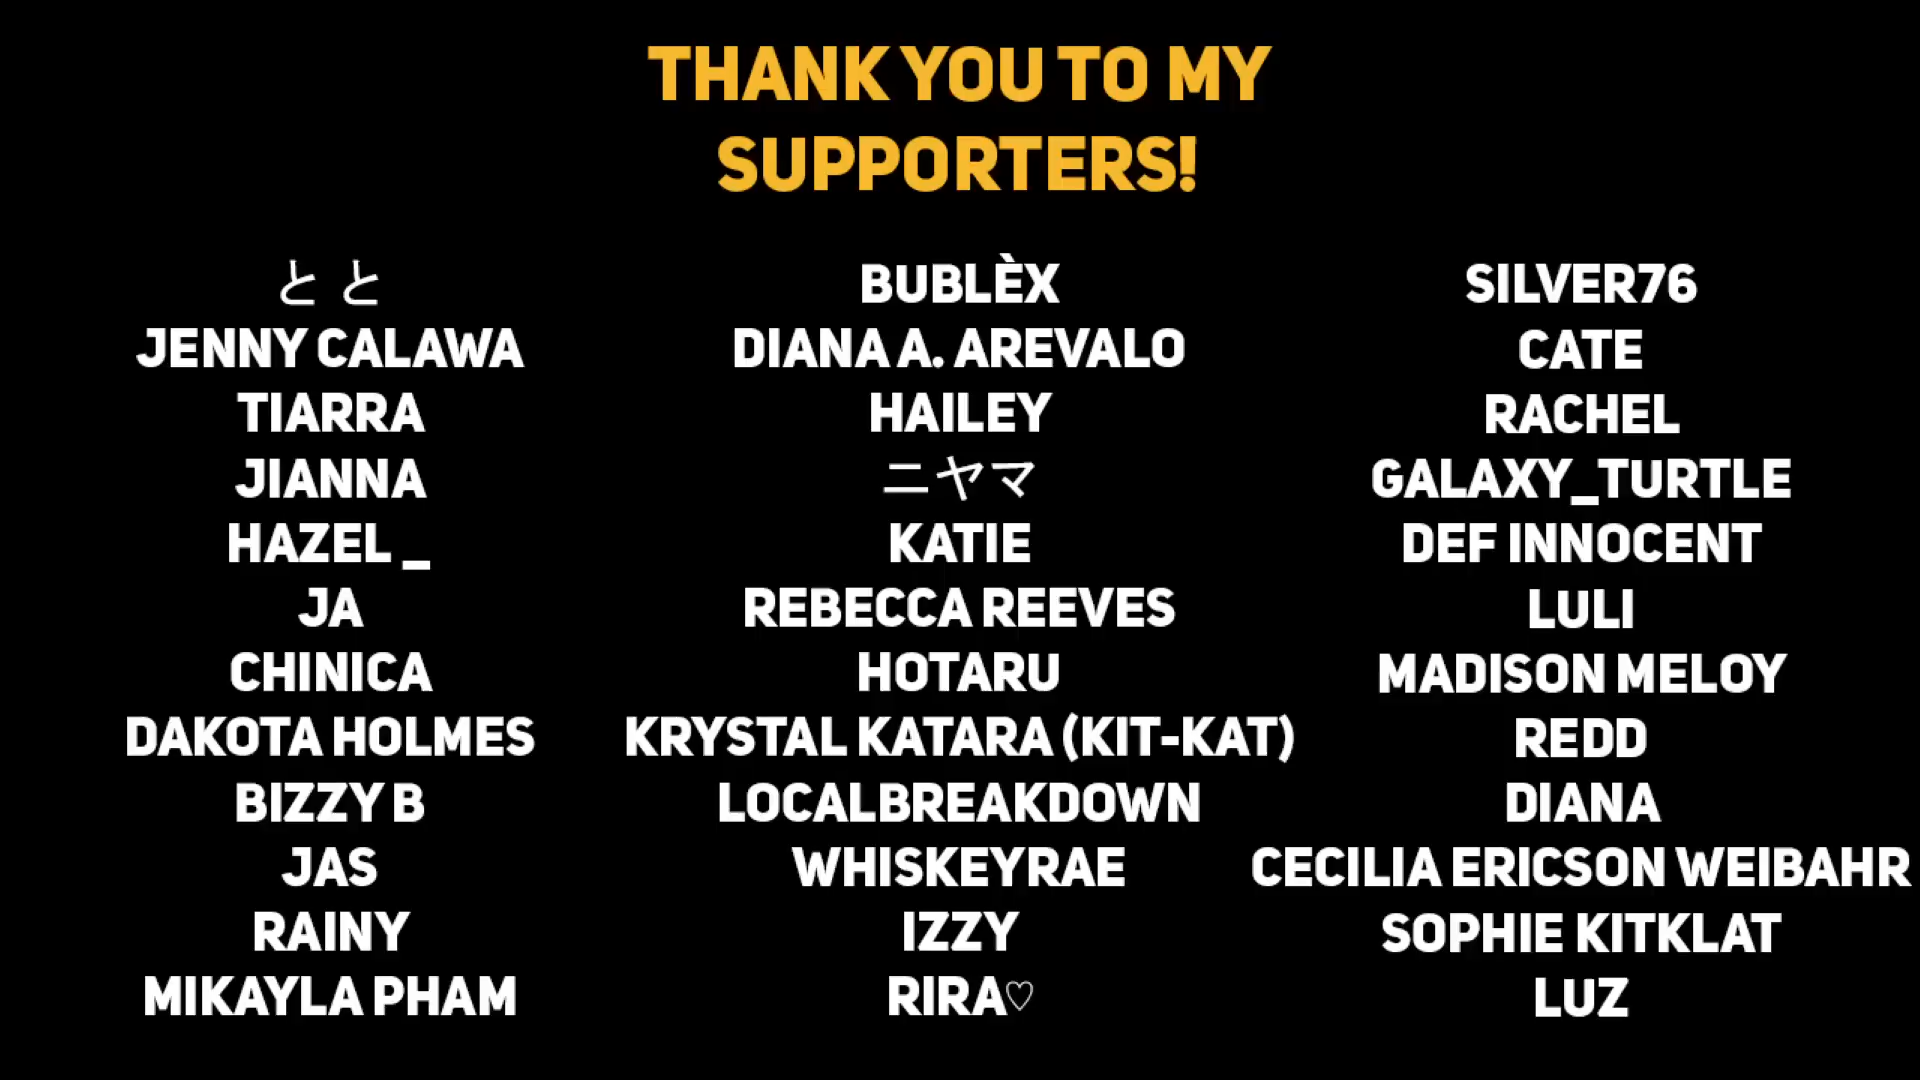 THANK YOU TO MY
SUPPORTERS!
と と
JENNY CALAWA
TIARRA
JIANNA
HAZEL _
JA
CHINICA
DAKOTA HOLMES
BIZZY B
JAS
RAINY
MIKAYLA PHAM
BUBLÈX
DIANA A. AREVALO
HAILEY
ニヤマ
KATIE
REBECCA REEVES
HOTARU
KRYSTAL KATARA (KIT-KAT)
LOCALBREAKDOWN
WHISKEYRAE
IZZY
RIRA♡
SILVER76
CATE
RACHEL
GALAXY_TURTLE
DEF INNOCENT
LULI
MADISON MELOY
REDD
DIANA
CECILIA ERICSON WEIBAHR
SOPHIE KITKLAT
LUZ